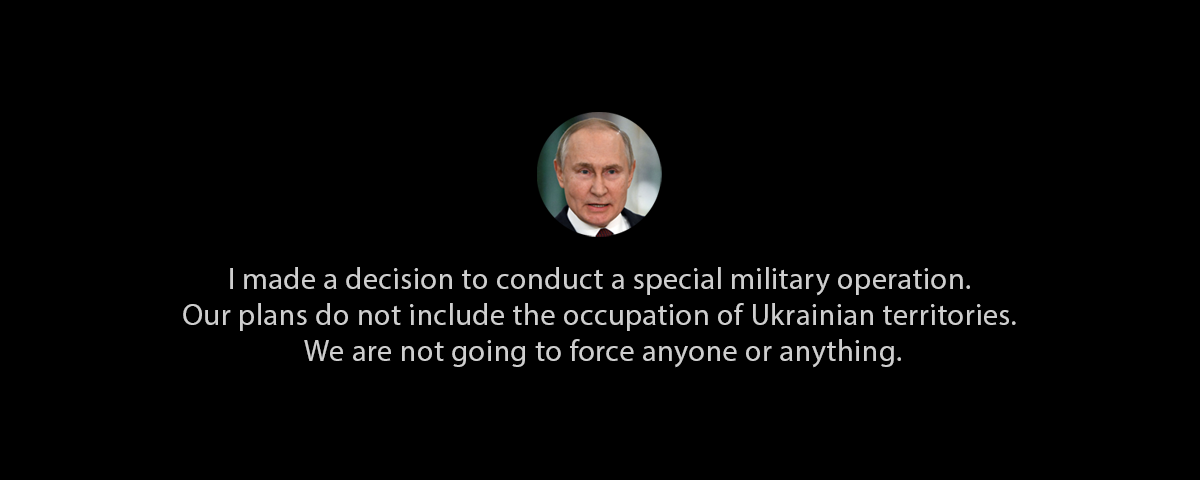 I made a decision to conduct a special military operation.
Our plans do not include the occupation of Ukrainian territories.
We are not going to force anyone or anything.